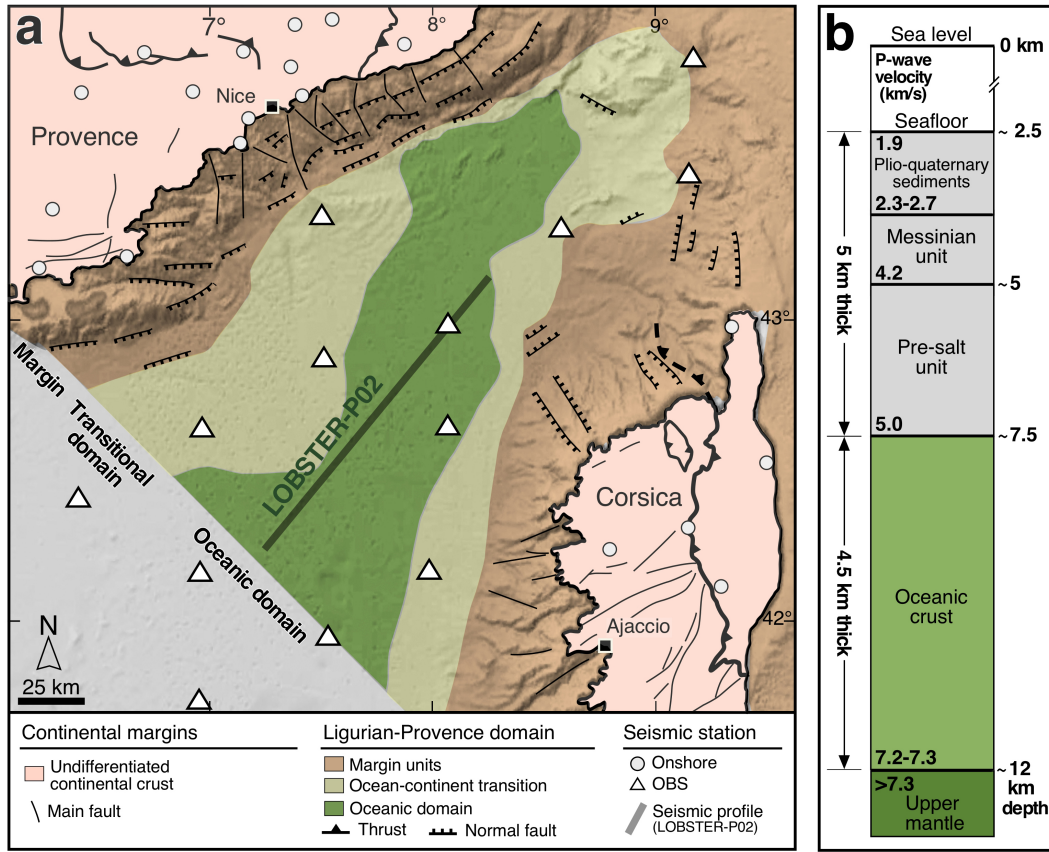 a
7°
8°
9°
Nice
Provence
43°
Margin
Transitional
domain
LOBSTER-P02
Corsica
Oceanic domain
42°
Ajaccio
N
25 km
Continental margins
Undifferentiated
continental crust
Main fault
Ligurian-Provence domain
Margin units
Ocean-continent transition
Oceanic domain
Thrust
Normal fault
Seismic station
Onshore
OBS
Seismic profile
(LOBSTER-P02)
b
Sea level
0 km
P-wave
velocity
(km/s)
Seafloor
~ 2.5
1.9
Plio-quaternary
sediments
2.3-2.7
Messinian
unit
4.2
~5
5 km thick
Pre-salt
unit
5.0
~7.5
4.5 km thick
Oceanic
crust
7.2-7.3
~12
km
depth
>7.3
Upper
mantle